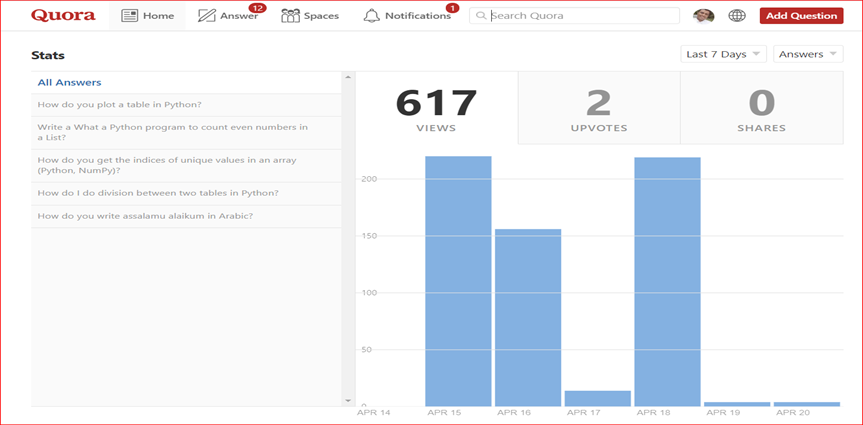 Quora Home Answer 12 Spaces Notifications 1 Search Quora Add Question
Stats Last 7 Days Answers
All Answers
How do you plot a table in Python?
Write a What a Python program to count even numbers in
a List?
How do you get the indices of unique values in an array
(Python, NumPy)?
How do I do division between two tables in Python?
How do you write assalamu alaikum in Arabic?
617 2 0
VIEWS UPVOTES SHARES
200
150
100
50
0
APR 14 APR 15 APR 16 APR 17 APR 18 APR 19 APR 20